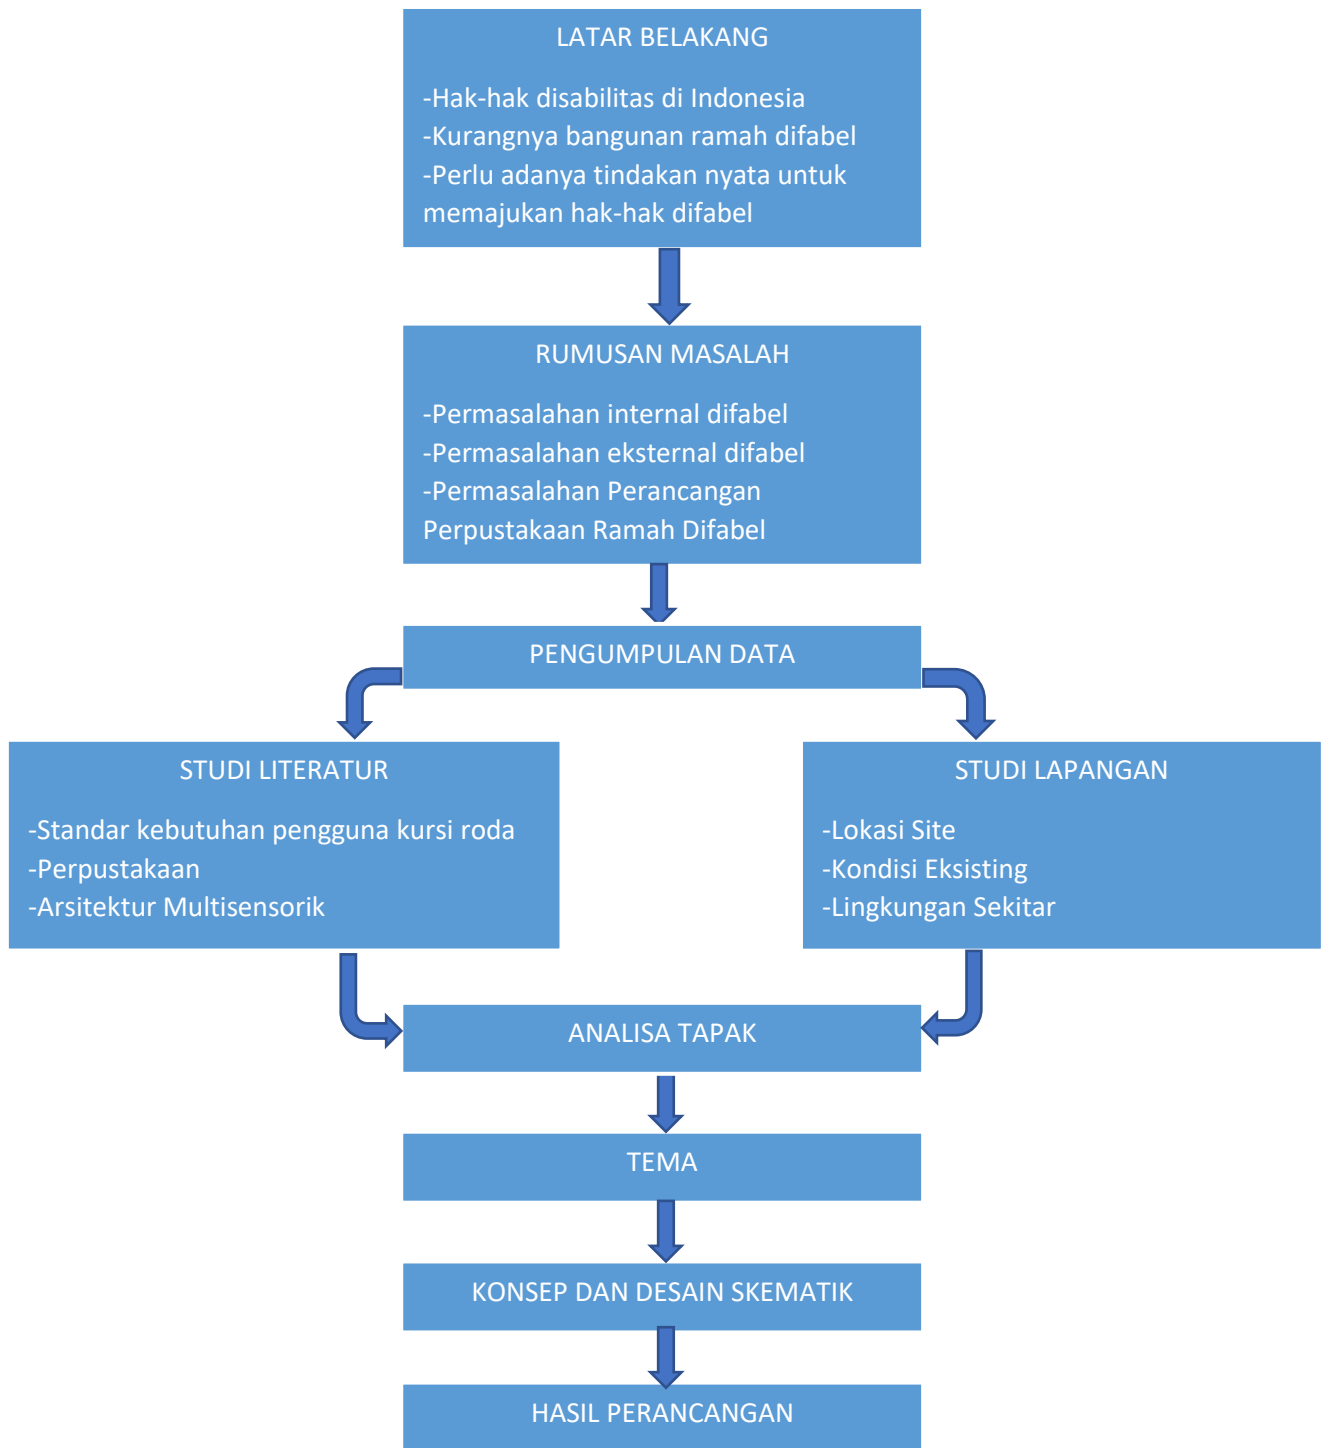 LATAR BELAKANG
-Hak-hak disabilitas di Indonesia
-Kurangnya bangunan ramah difabel
-Perlu adanya tindakan nyata untuk
memajukan hak-hak difabel
RUMUSAN MASALAH
-Permasalahan internal difabel
-Permasalahan eksternal difabel
-Permasalahan Perancangan
Perpustakaan Ramah Difabel
PENGUMPULAN DATA
STUDI LITERATUR
-Standar kebutuhan pengguna kursi roda
-Perpustakaan
-Arsitektur Multisensorik
STUDI LAPANGAN
-Lokasi Site
-Kondisi Eksisting
-Lingkungan Sekitar
ANALISA TAPAK
TEMA
KONSEP DAN DESAIN SKEMATIK
HASIL PERANCANGAN